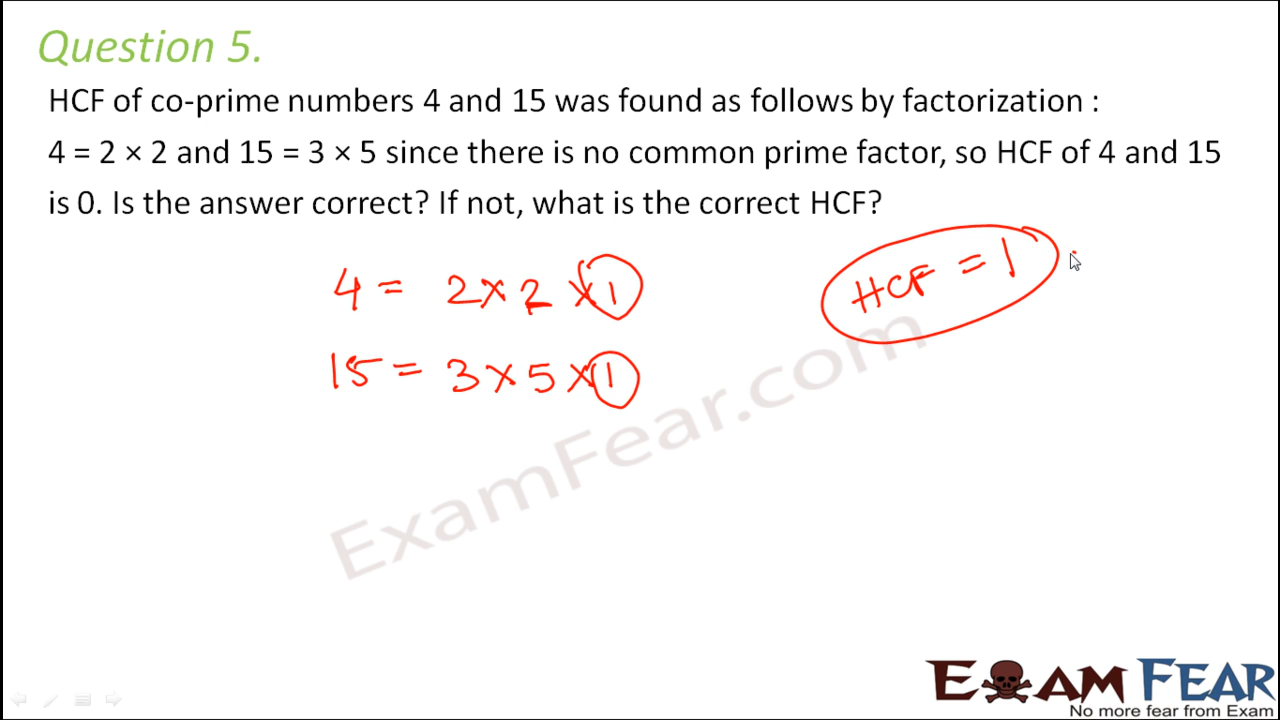 Question 5.
HCF of co-prime numbers 4 and 15 was found as follows by factorization :
4 = 2 × 2 and 15 = 3 × 5 since there is no common prime factor, so HCF of 4 and 15
is 0. Is the answer correct? If not, what is the correct HCF?
4 = 2 × 2 × 1
HCF = 1
15 = 3 × 5 × 1
ExamFear.com
EXAM FEAR
No more fear from Exam